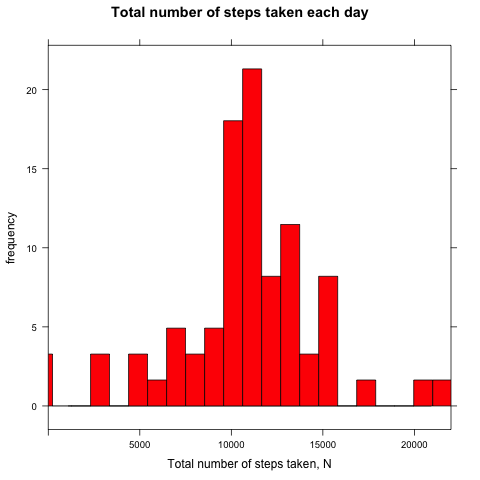 Total number of steps taken each day
20
15
10
5
0
frequency
5000 10000 15000 20000
Total number of steps taken, N